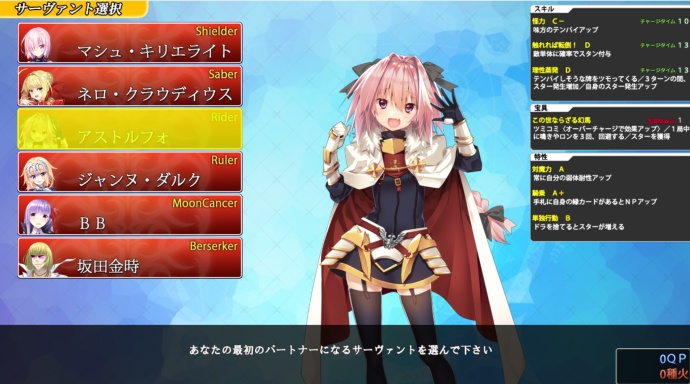 サーヴァント選択
Shielder
マシュ・キリエライト
Saber
ネロ・クラウディウス
Rider
アストルフォ
Ruler
ジャンヌ・ダルク
MoonCancer
ＢＢ
Berserker
坂田金時
スキル
怪力 C－ チャージタイム 10
味方のテンパイアップ
触れれば転倒！ D チャージタイム 13
敵単体に確率でスタン付与
理性蒸発 D チャージタイム 13
テンパイしそうな牌をツモってくる／３ターンの間、
スター発生増加／自身のスター発生アップ
宝具
この世ならざる幻馬 1
ツミコミ（オーバーチャージで効果アップ）／１局中
に鳴きやロンを３回、回避する／スターを獲得
特性
対魔力 A
常に自分の弱体耐性アップ
騎乗 A＋
手札に自身の緑カードがあるとＮＰアップ
単独行動 B
ドラを捨てるとスターが増える
あなたの最初のパートナーになるサーヴァントを選んで下さい
0ＱＰ
0種火